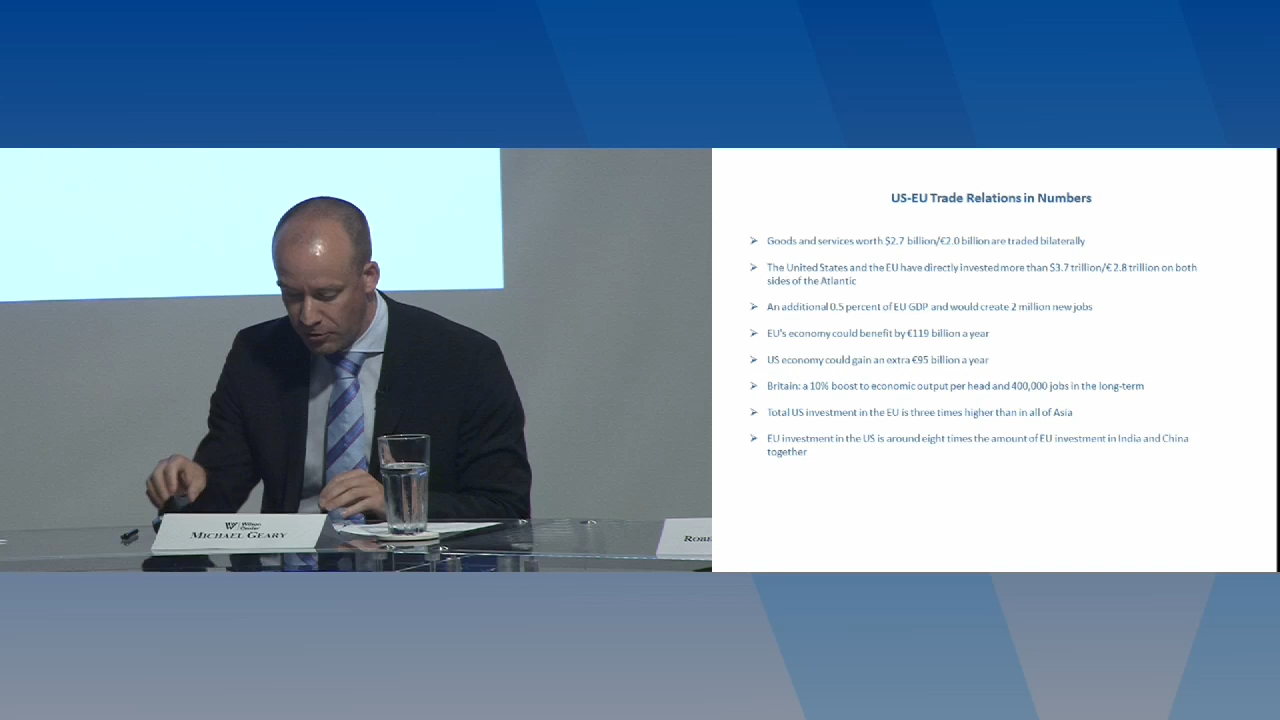 US-EU Trade Relations in Numbers
Goods and services worth $2.7 billion/€2.0 billion are traded bilaterally
The United States and the EU have directly invested more than $3.7 trillion/€ 2.8 trillion on both
sides of the Atlantic
An additional 0.5 percent of EU GDP and would create 2 million new jobs
EU's economy could benefit by €119 billion a year
US economy could gain an extra €95 billion a year
Britain: a 10% boost to economic output per head and 400,000 jobs in the long-term
Total US investment in the EU is three times higher than in all of Asia
EU investment in the US is around eight times the amount of EU investment in India and China
together
Wilson
Center
MICHAEL GEARY